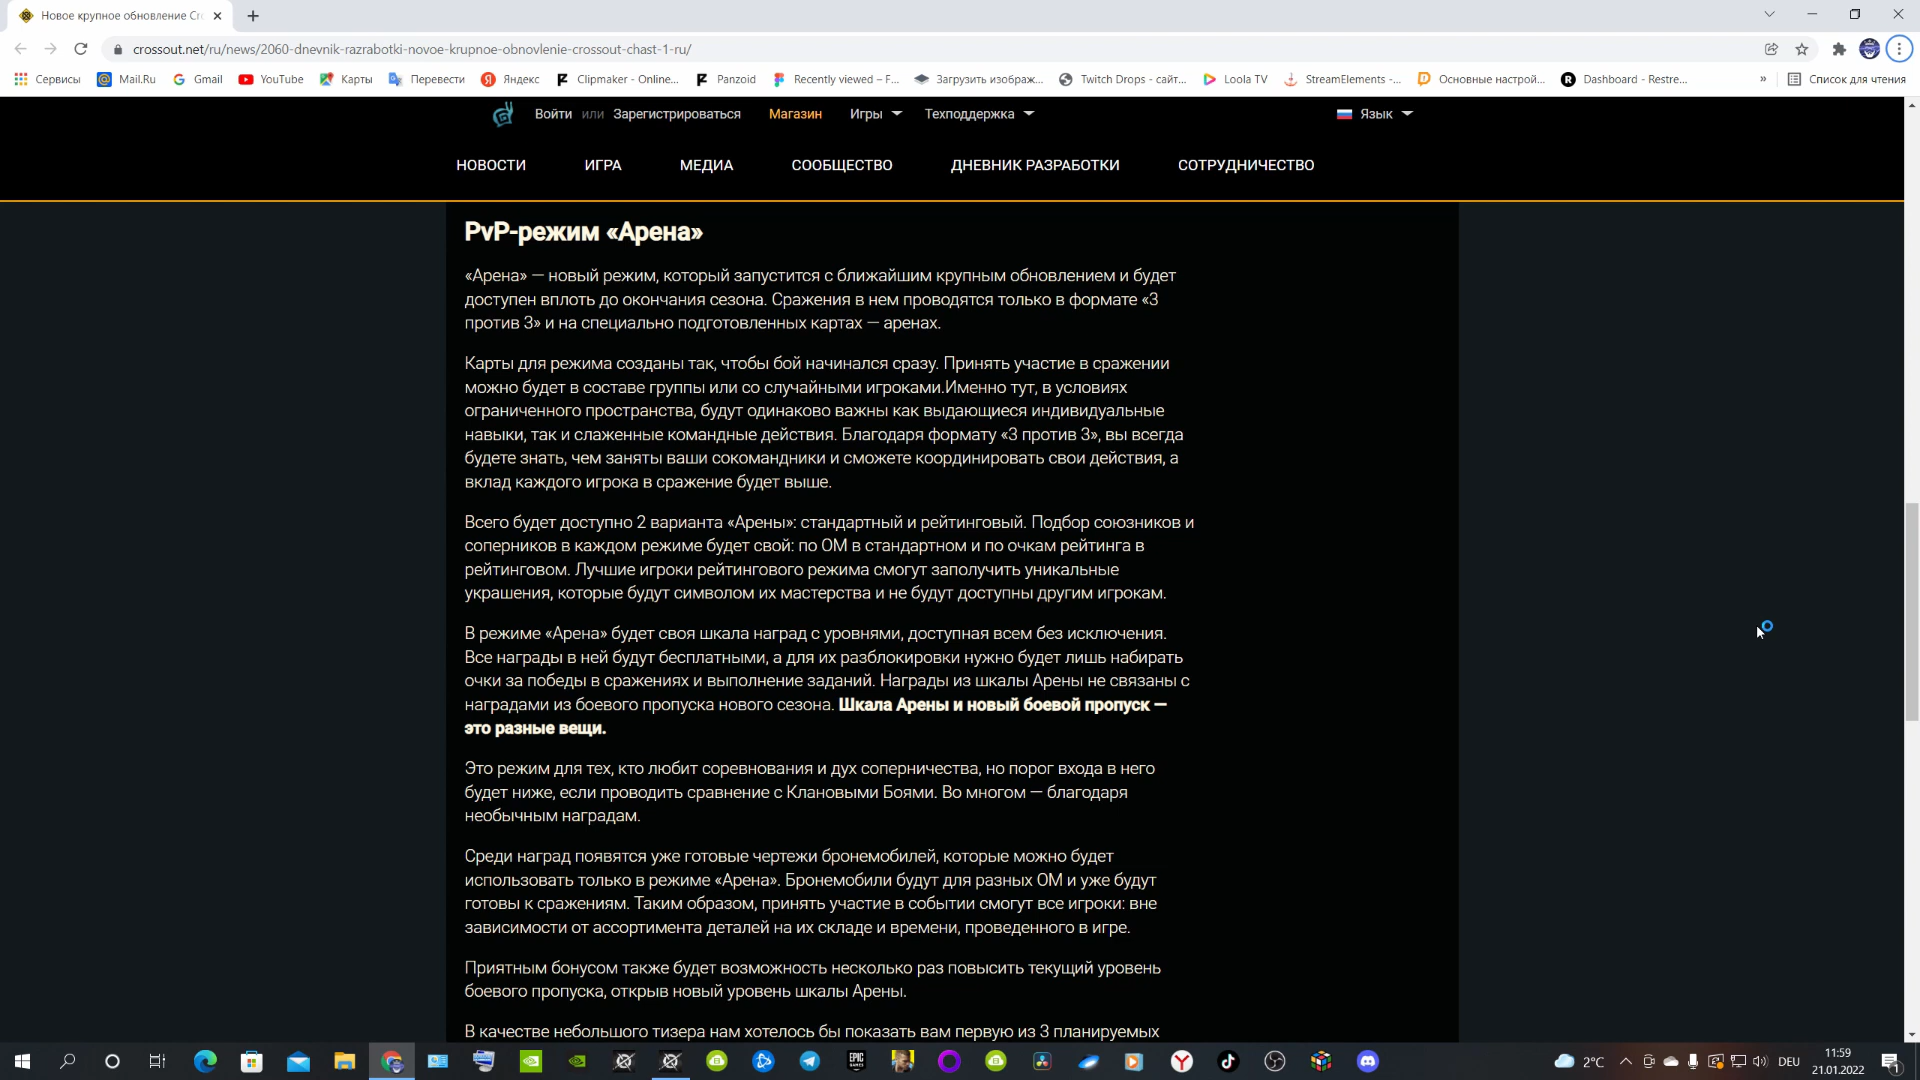 Новое крупное обновление Cr
crossout.net/ru/news/2060-dnevnik-razrabotki-novoe-krupnoe-obnovlenie-crossout-chast-1-ru/
Сервисы Mail.Ru Gmail YouTube Карты Перевести Яндекс Clipmaker - Online... Panzoid Recently viewed – F... Загрузить изображ... Twitch Drops - сайт... Loola TV StreamElements -... Основные настрой... Dashboard - Restre... » Список для чтения
Войти или Зарегистрироваться Магазин Игры Техподдержка Язык
НОВОСТИ ИГРА МЕДИА СООБЩЕСТВО ДНЕВНИК РАЗРАБОТКИ СОТРУДНИЧЕСТВО
PvP-режим «Арена»
«Арена» — новый режим, который запустится с ближайшим крупным обновлением и будет
доступен вплоть до окончания сезона. Сражения в нем проводятся только в формате «3
против 3» и на специально подготовленных картах — аренах.
Карты для режима созданы так, чтобы бой начинался сразу. Принять участие в сражении
можно будет в составе группы или со случайными игроками.Именно тут, в условиях
ограниченного пространства, будут одинаково важны как выдающиеся индивидуальные
навыки, так и слаженные командные действия. Благодаря формату «3 против 3», вы всегда
будете знать, чем заняты ваши сокомандники и сможете координировать свои действия, а
вклад каждого игрока в сражение будет выше.
Всего будет доступно 2 варианта «Арены»: стандартный и рейтинговый. Подбор союзников и
соперников в каждом режиме будет свой: по ОМ в стандартном и по очкам рейтинга в
рейтинговом. Лучшие игроки рейтингового режима смогут заполучить уникальные
украшения, которые будут символом их мастерства и не будут доступны другим игрокам.
В режиме «Арена» будет своя шкала наград с уровнями, доступная всем без исключения.
Все награды в ней будут бесплатными, а для их разблокировки нужно будет лишь набирать
очки за победы в сражениях и выполнение заданий. Награды из шкалы Арены не связаны с
наградами из боевого пропуска нового сезона. Шкала Арены и новый боевой пропуск —
это разные вещи.
Это режим для тех, кто любит соревнования и дух соперничества, но порог входа в него
будет ниже, если проводить сравнение с Клановыми Боями. Во многом — благодаря
необычным наградам.
Среди наград появятся уже готовые чертежи бронемобилей, которые можно будет
использовать только в режиме «Арена». Бронемобили будут для разных ОМ и уже будут
готовы к сражениям. Таким образом, принять участие в событии смогут все игроки: вне
зависимости от ассортимента деталей на их складе и времени, проведенного в игре.
Приятным бонусом также будет возможность несколько раз повысить текущий уровень
боевого пропуска, открыв новый уровень шкалы Арены.
В качестве небольшого тизера нам хотелось бы показать вам первую из 3 планируемых
EPIC GAMES
2°C DEU 11:59
21.01.2022
1